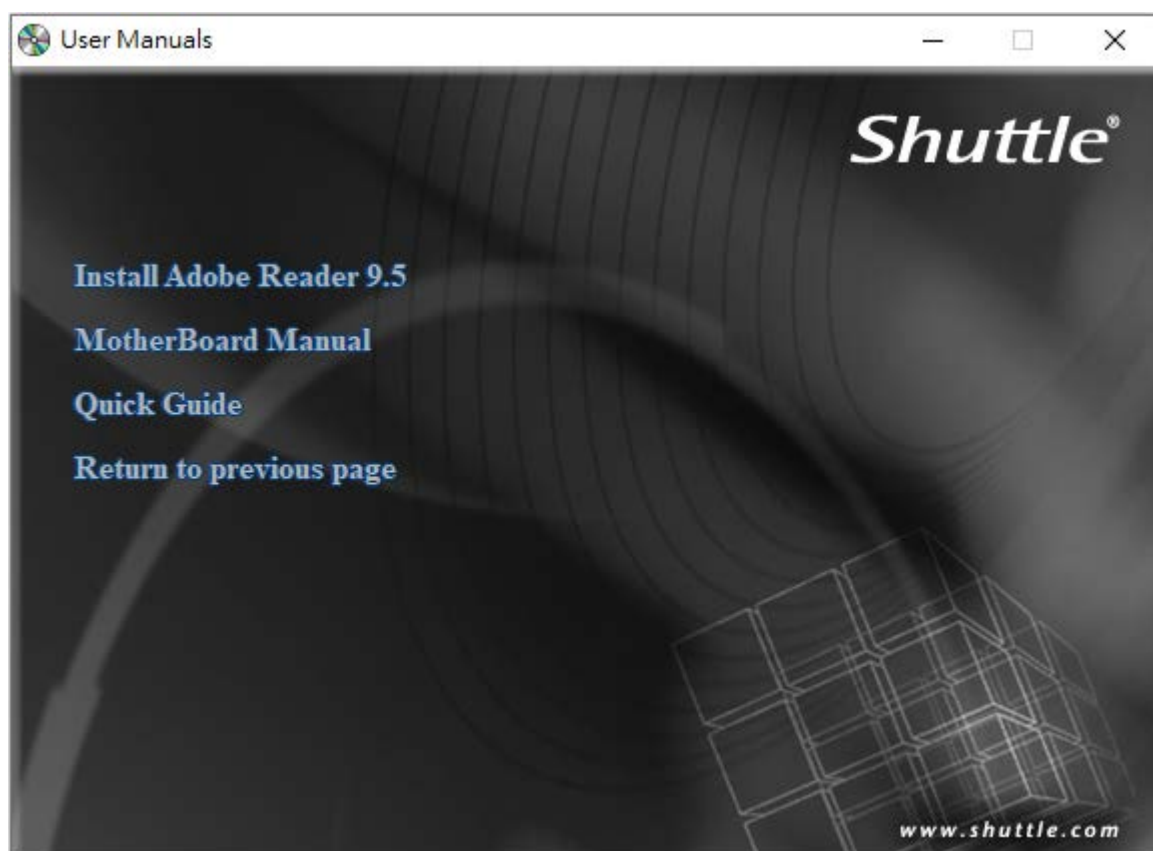 User Manuals
Shuttle®
Install Adobe Reader 9.5
MotherBoard Manual
Quick Guide
Return to previous page
www.shuttle.com